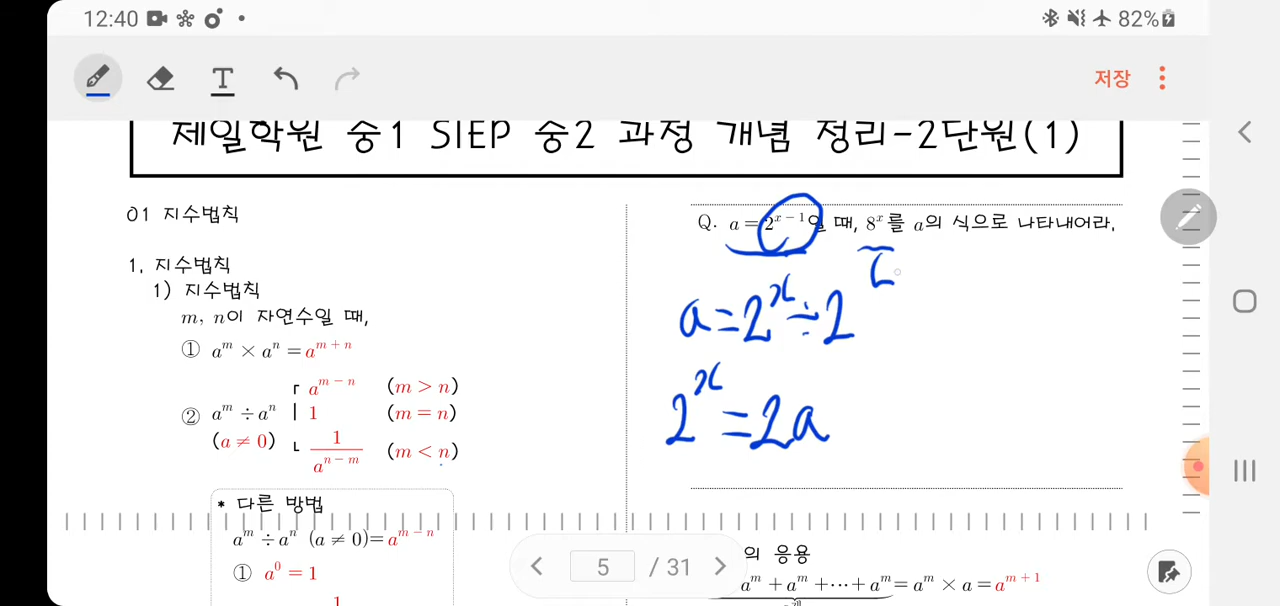 12:40
82%
저장
제일학원 중1 STEP 중2 과정 개념 정리-2단원(1)
01 지수법칙
1. 지수법칙
1) 지수법칙
m, n이 자연수일 때,
① a^m × a^n = a^{m+n}
② a^m ÷ a^n
(a ≠ 0)
a^{m-n} (m > n)
1 (m = n)
1/a^{n-m} (m < n)
* 다른 방법
a^m ÷ a^n (a ≠ 0)= a^{m-n}
① a^0 = 1
1
Q. a = 2^{x-1}일 때, 8^x를 a의 식으로 나타내어라.
a=2^x÷2
2^x=2a
의 응용
a^m + a^m + ⋯ + a^m = a^m × a = a^{m+1}
5 / 31